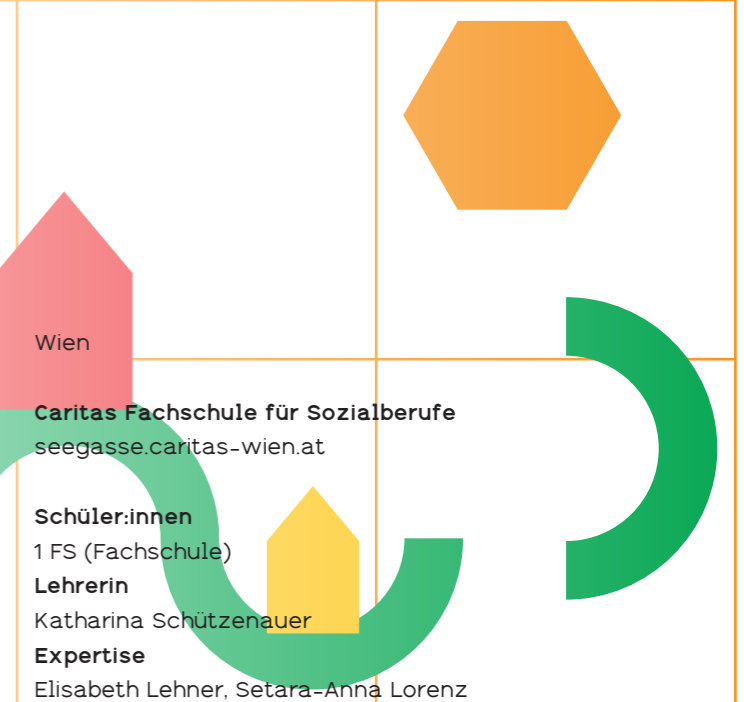 Wien
Caritas Fachschule für Sozialberufe
seegasse.caritas-wien.at
Schüler:innen
1 FS (Fachschule)
Lehrerin
Katharina Schützenauer
Expertise
Elisabeth Lehner, Setara-Anna Lorenz